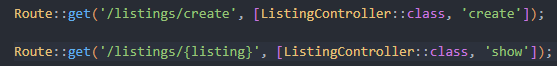 Route::get('/listings/create', [ListingController::class, 'create']);
Route::get('/listings/{listing}', [ListingController::class, 'show']);